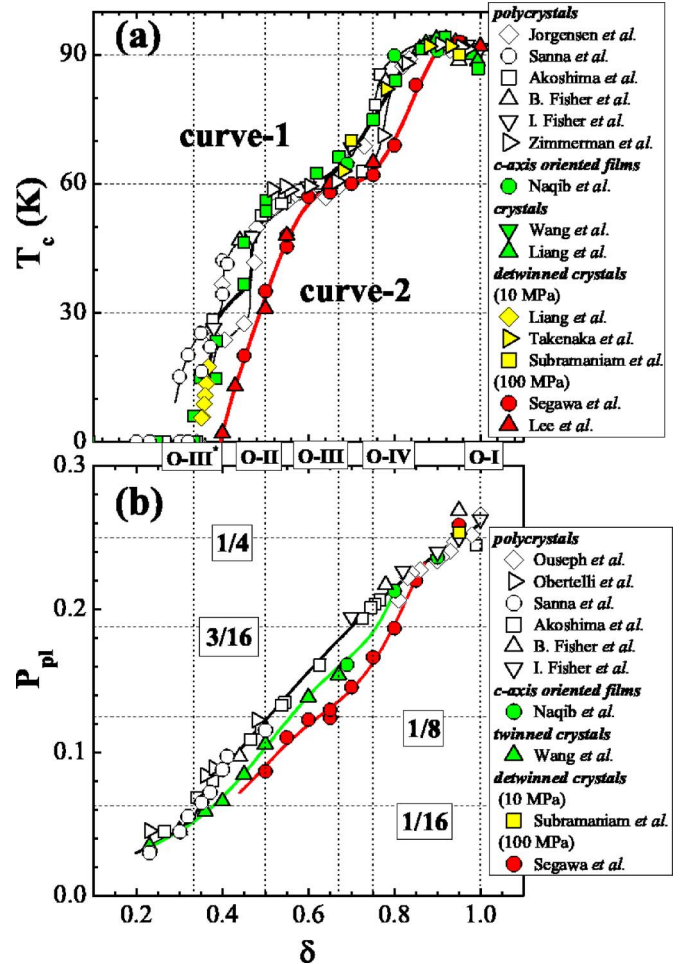 (a)
curve-1
curve-2
T_c (K)
90
60
30
0
polycrystals
Jorgensen et al.
Sanna et al.
Akoshima et al.
B. Fisher et al.
I. Fisher et al.
Zimmerman et al.
c-axis oriented films
Naqib et al.
crystals
Wang et al.
Liang et al.
detwinned crystals
(10 MPa)
Liang et al.
Takenaka et al.
Subramaniam et al.
(100 MPa)
Segawa et al.
Lee et al.
O-III* O-II O-III O-IV O-I
(b)
1/4
3/16
1/8
1/16
P_pl
0.3
0.2
0.1
0.0
0.2 0.4 0.6 0.8 1.0
δ
polycrystals
Ouseph et al.
Obertelli et al.
Sanna et al.
Akoshima et al.
B. Fisher et al.
I. Fisher et al.
c-axis oriented films
Naqib et al.
twinned crystals
Wang et al.
detwinned crystals
(10 MPa)
Subramaniam et al.
(100 MPa)
Segawa et al.